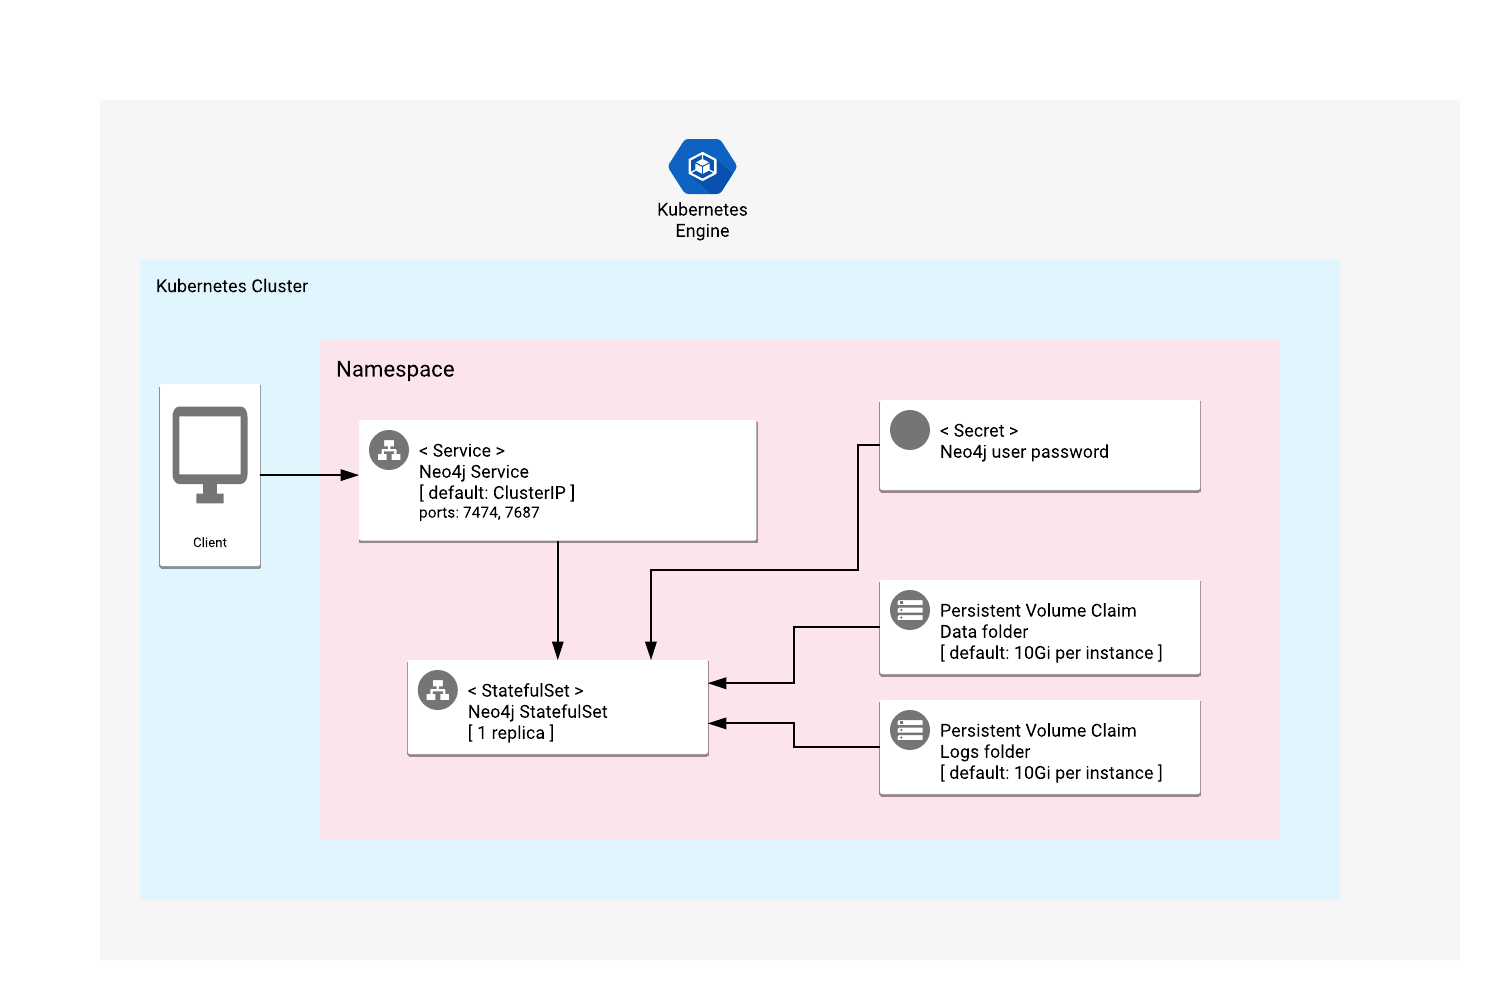 Kubernetes
Engine
Kubernetes Cluster
Namespace
Client
< Service >
Neo4j Service
[ default: ClusterIP ]
ports: 7474, 7687
< Secret >
Neo4j user password
Persistent Volume Claim
Data folder
[ default: 10Gi per instance ]
< StatefulSet >
Neo4j StatefulSet
[ 1 replica ]
Persistent Volume Claim
Logs folder
[ default: 10Gi per instance ]